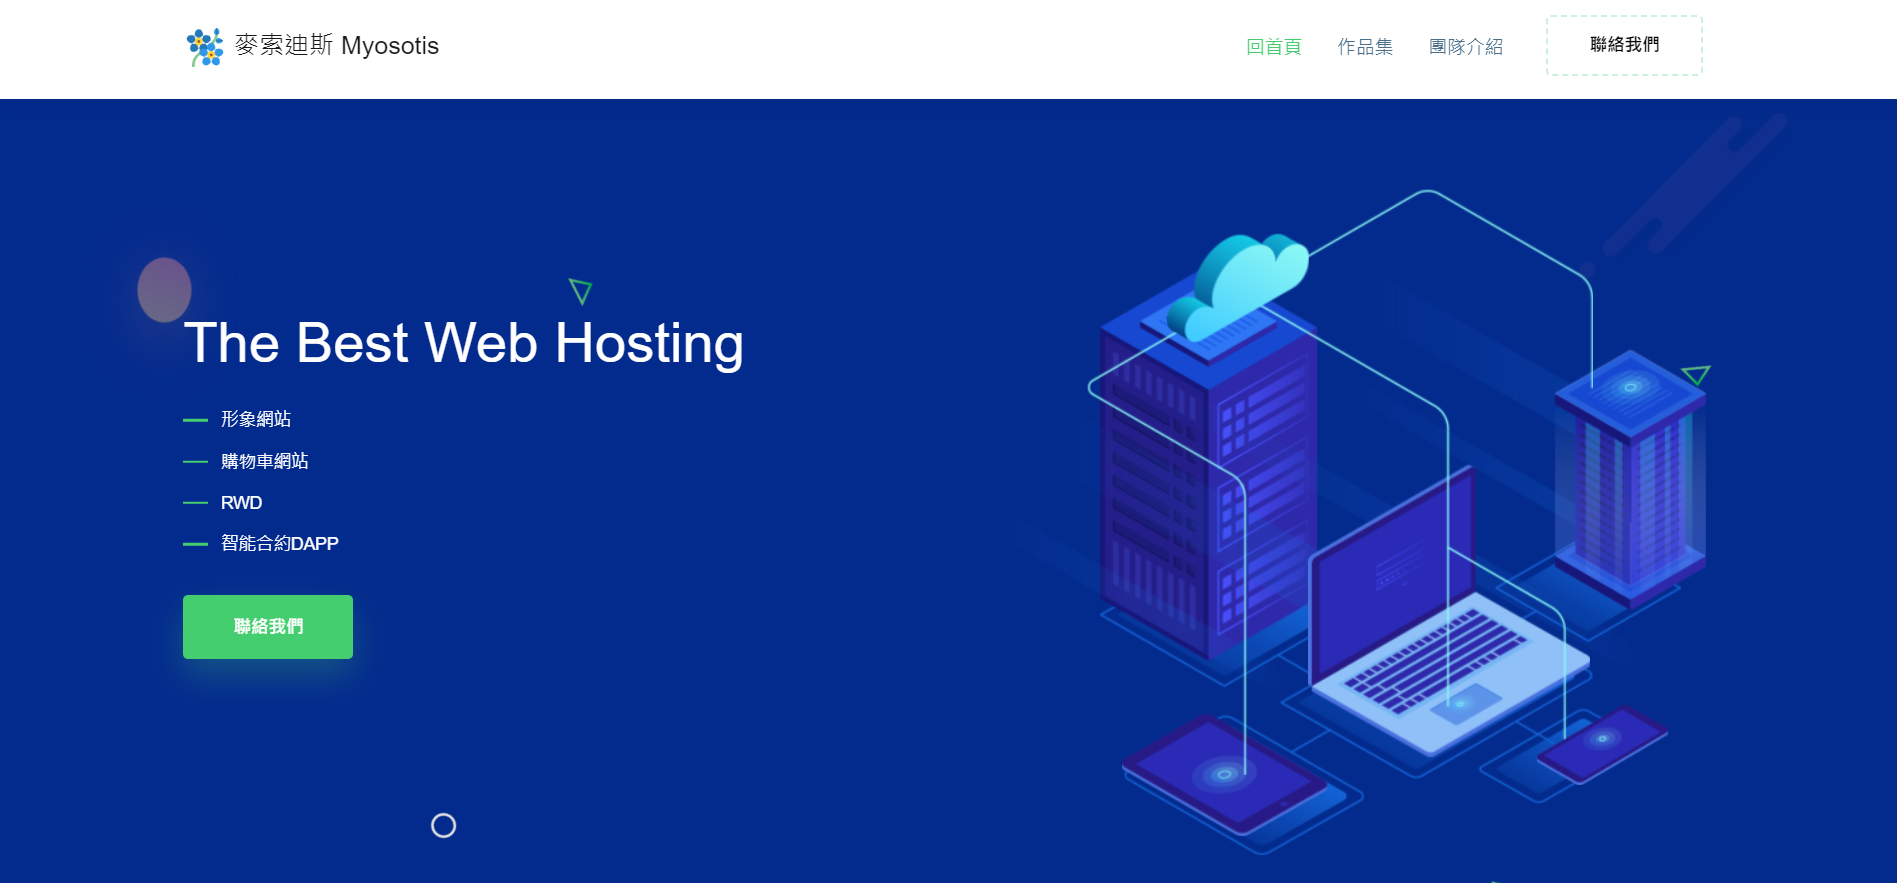 麥索迪斯 Myosotis
回首頁
作品集
團隊介紹
聯絡我們
The Best Web Hosting
形象網站
購物車網站
RWD
智能合約DAPP
聯絡我們